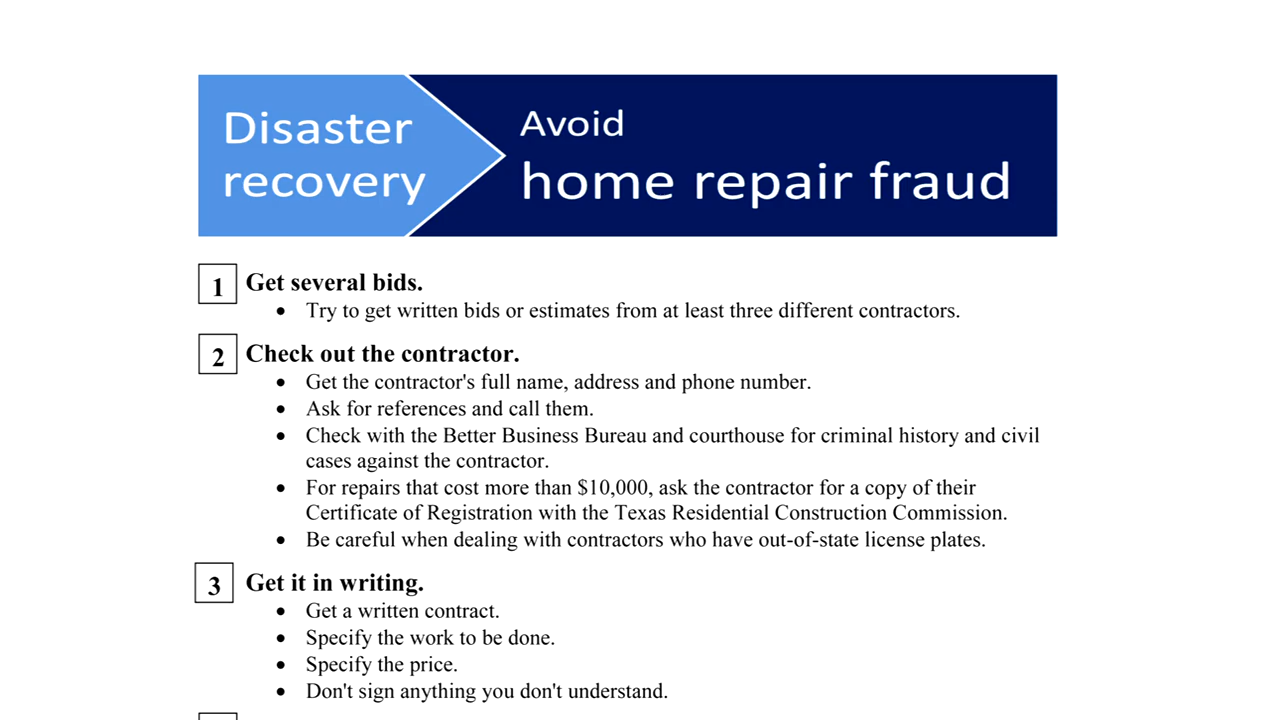 Disaster
recovery
Avoid
home repair fraud
1 Get several bids.
• Try to get written bids or estimates from at least three different contractors.
2 Check out the contractor.
• Get the contractor's full name, address and phone number.
• Ask for references and call them.
• Check with the Better Business Bureau and courthouse for criminal history and civil
cases against the contractor.
• For repairs that cost more than $10,000, ask the contractor for a copy of their
Certificate of Registration with the Texas Residential Construction Commission.
• Be careful when dealing with contractors who have out-of-state license plates.
3 Get it in writing.
• Get a written contract.
• Specify the work to be done.
• Specify the price.
• Don't sign anything you don't understand.